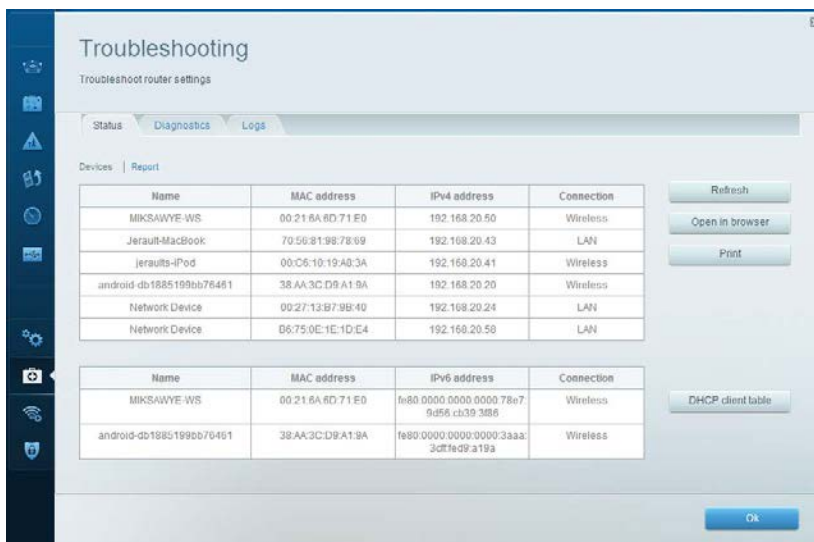 Troubleshooting
Troubleshoot router settings
Status Diagnostics Logs
Devices | Report
Name MAC address IPv4 address Connection
MIKSAWYE-WS 00:21:6A:6D:71:E0 192.168.20.50 Wireless
Jerault-MacBook 70:56:81:98:78:69 192.168.20.43 LAN
jeraults-iPod 00:C6:10:19:A8:3A 192.168.20.41 Wireless
android-db1885199bb76461 38:AA:3C:D9:A1:9A 192.168.20.20 Wireless
Network Device 00:27:13:B7:9B:40 192.168.20.24 LAN
Network Device B6:75:0E:1E:1D:E4 192.168.20.58 LAN
Refresh
Open in browser
Print
Name MAC address IPv6 address Connection
MIKSAWYE-WS 00:21:6A:6D:71:E0 fe80:0000:0000:0000:78e7: Wireless
9d56:cb39:3f86
android-db1885199bb76461 38:AA:3C:D9:A1:9A fe80:0000:0000:0000:3aaa: Wireless
3cff:fed9:a19a
DHCP client table
Ok